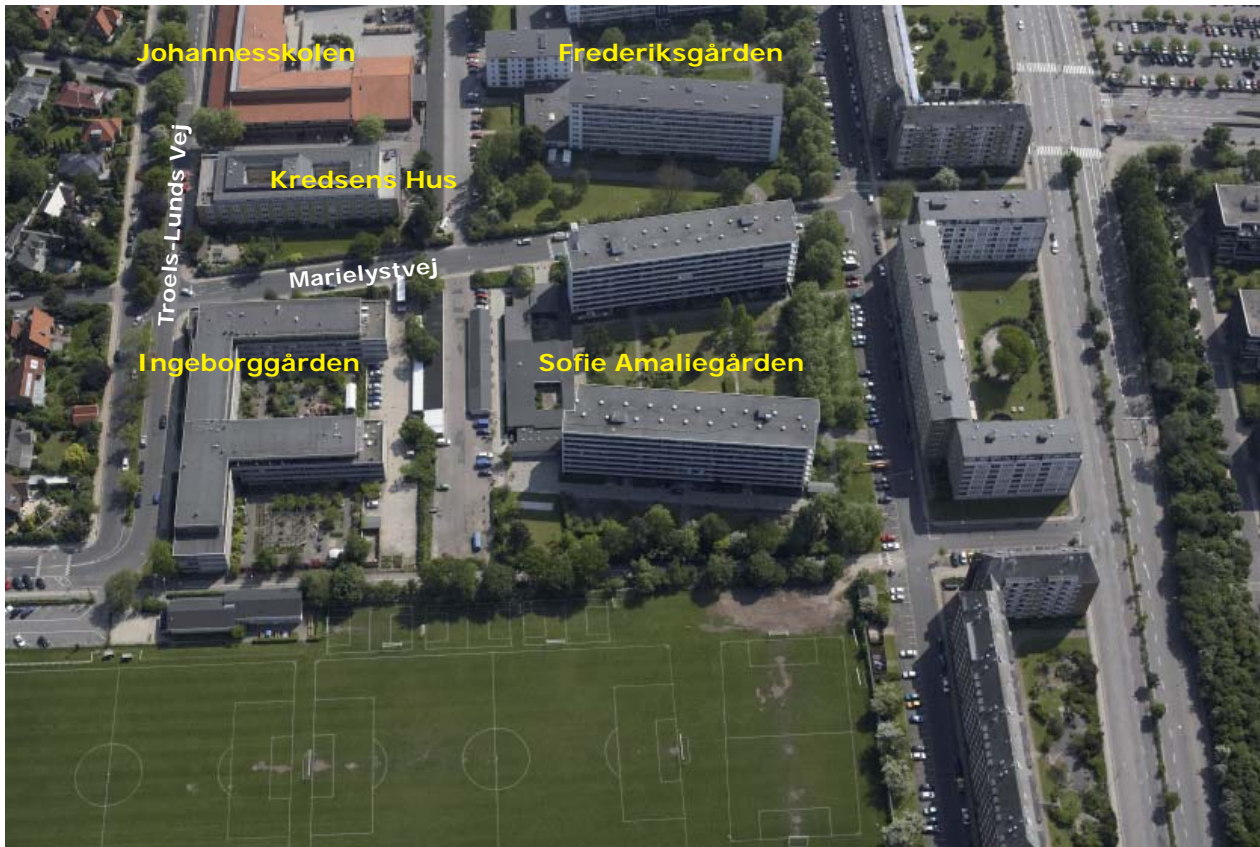 Johannesskolen
Frederiksgården
Troels-Lunds Vej
Kredsens Hus
Marielystvej
Ingeborggården
Sofie Amaliegården